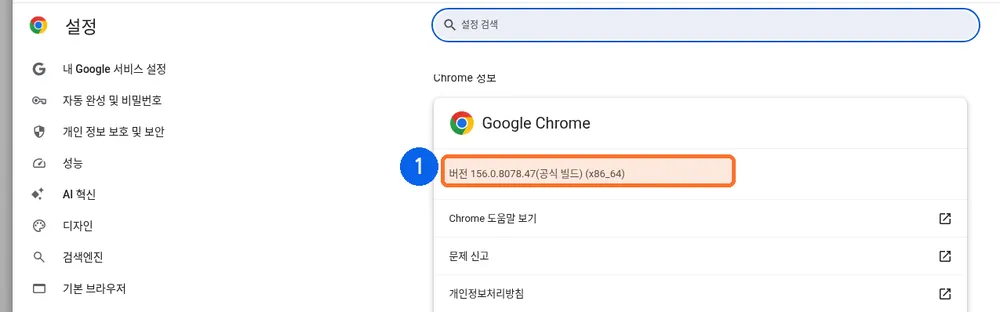 설정
설정 검색
내 Google 서비스 설정
자동 완성 및 비밀번호
개인 정보 보호 및 보안
성능
AI 혁신
디자인
검색엔진
기본 브라우저
Chrome 정보
Google Chrome
1
버전 156.0.8078.47(공식 빌드) (x86_64)
Chrome 도움말 보기
문제 신고
개인정보처리방침